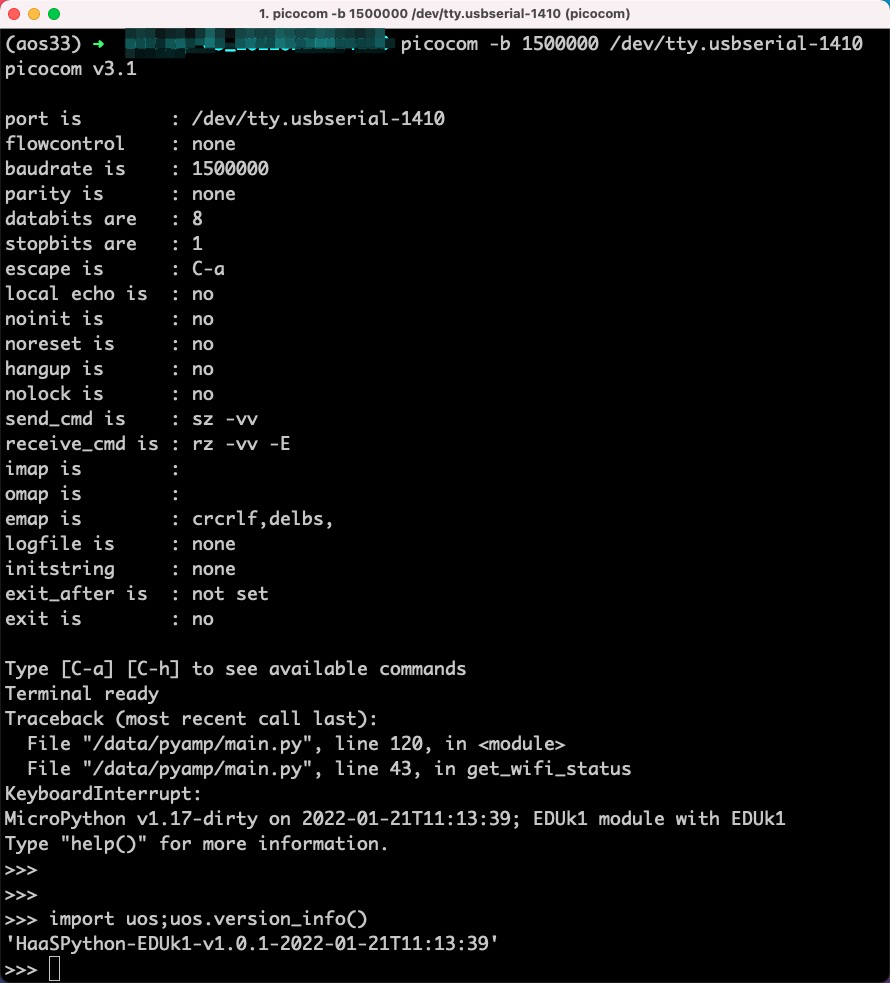 1. picocom -b 1500000 /dev/tty.usbserial-1410 (picocom)
(aos33) ➜ picocom -b 1500000 /dev/tty.usbserial-1410
picocom v3.1
port is : /dev/tty.usbserial-1410
flowcontrol : none
baudrate is : 1500000
parity is : none
databits are : 8
stopbits are : 1
escape is : C-a
local echo is : no
noinit is : no
noreset is : no
hangup is : no
nolock is : no
send_cmd is : sz -vv
receive_cmd is : rz -vv -E
imap is :
omap is :
emap is : crcrlf,delbs,
logfile is : none
initstring : none
exit_after is : not set
exit is : no
Type [C-a] [C-h] to see available commands
Terminal ready
Traceback (most recent call last):
File "/data/pyamp/main.py", line 120, in <module>
File "/data/pyamp/main.py", line 43, in get_wifi_status
KeyboardInterrupt:
MicroPython v1.17-dirty on 2022-01-21T11:13:39; EDUk1 module with EDUk1
Type "help()" for more information.
>>>
>>>
>>> import uos;uos.version_info()
'HaaSPython-EDUk1-v1.0.1-2022-01-21T11:13:39'
>>>